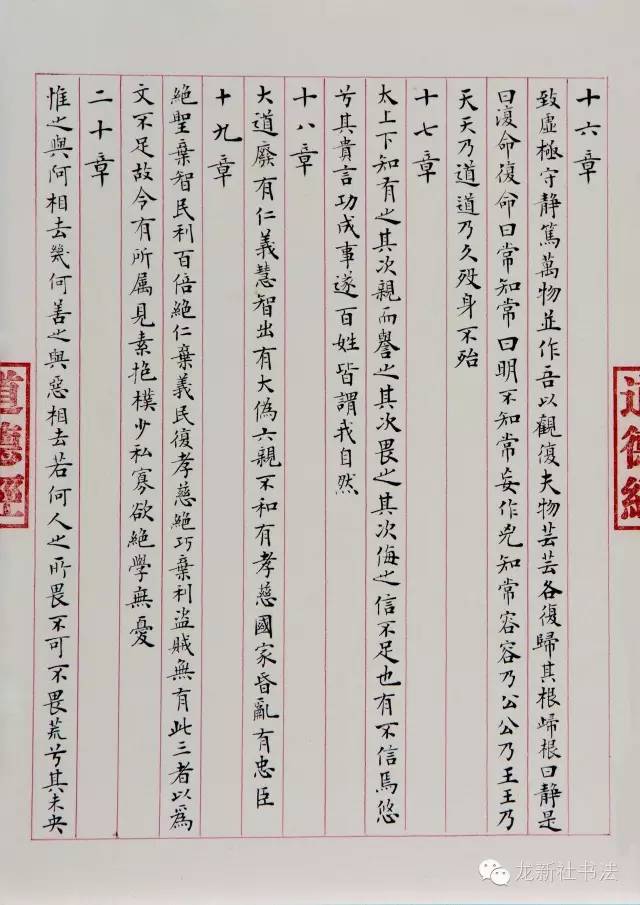 十六章
致虛極守靜篤萬物並作吾以觀復夫物芸芸各復歸其根歸根曰靜是
曰復命復命曰常知常曰明不知常妄作兇知常容容乃公公乃王王乃
天天乃道道乃久歿身不殆
十七章
太上下知有之其次親而譽之其次畏之其次侮之信不足也有不信焉悠
兮其貴言功成事遂百姓皆謂我自然
十八章
大道廢有仁義慧智出有大偽六親不和有孝慈國家昏亂有忠臣
十九章
絕聖棄智民利百倍絕仁棄義民復孝慈絕巧棄利盜賊無有此三者以為
文不足故令有所屬見素抱樸少私寡欲絕學無憂
二十章
惟之與阿相去幾何善之與惡相去若何人之所畏不可不畏荒兮其未央
道德經
道德經
龙新社书法